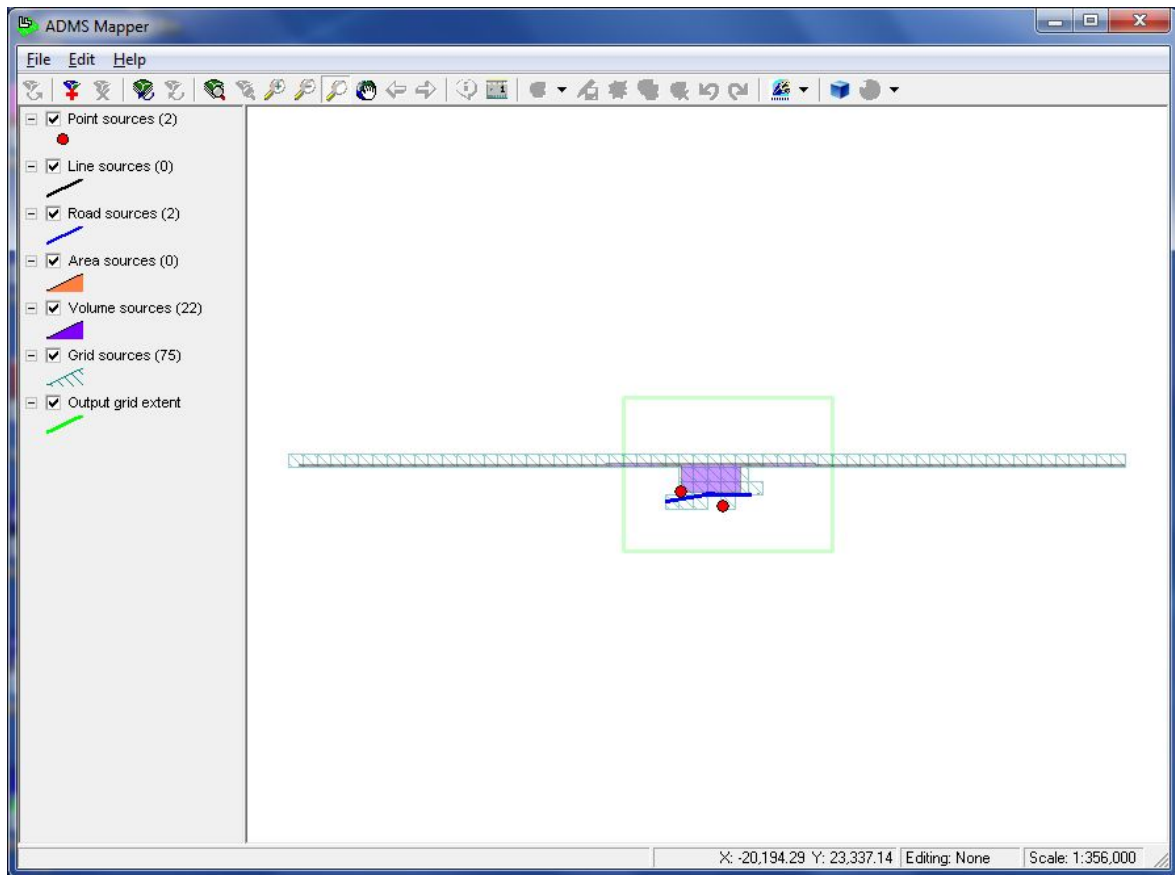 ADMS Mapper
File Edit Help
Point sources (2)
Line sources (0)
Road sources (2)
Area sources (0)
Volume sources (22)
Grid sources (75)
Output grid extent
X: -20,194.29 Y: 23,337.14 Editing: None Scale: 1:356,000